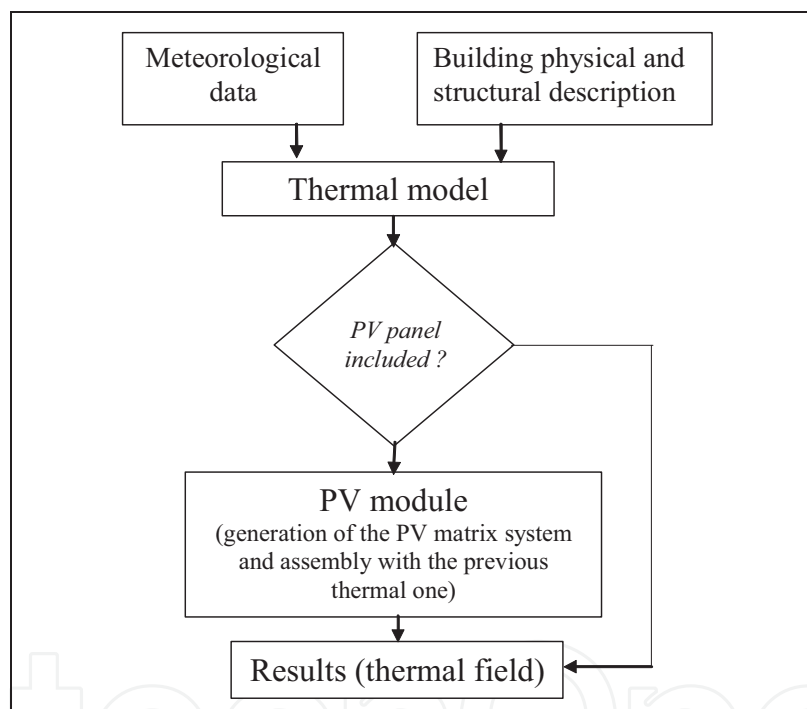 Meteorological
data
Building physical and
structural description
Thermal model
PV panel
included ?
PV module
(generation of the PV matrix system
and assembly with the previous
thermal one)
Results (thermal field)